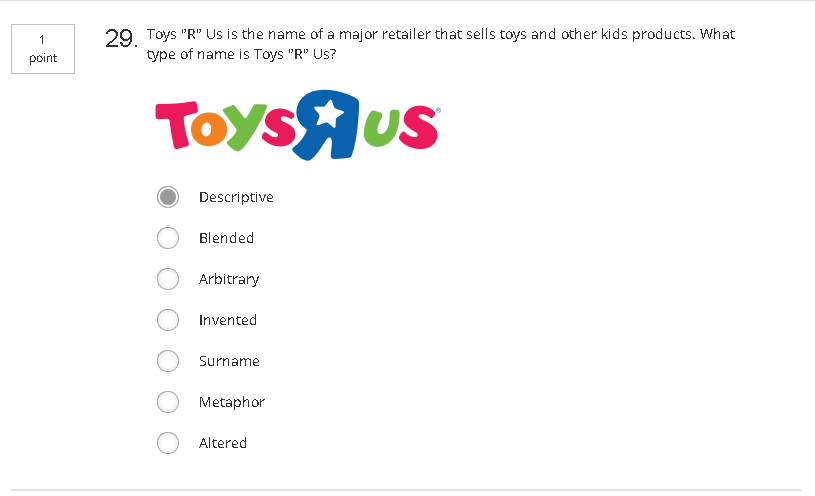 1
point
29.
Toys "R" Us is the name of a major retailer that sells toys and other kids products. What
type of name is Toys "R" Us?
ToysЯUS®
Descriptive
Blended
Arbitrary
Invented
Surname
Metaphor
Altered